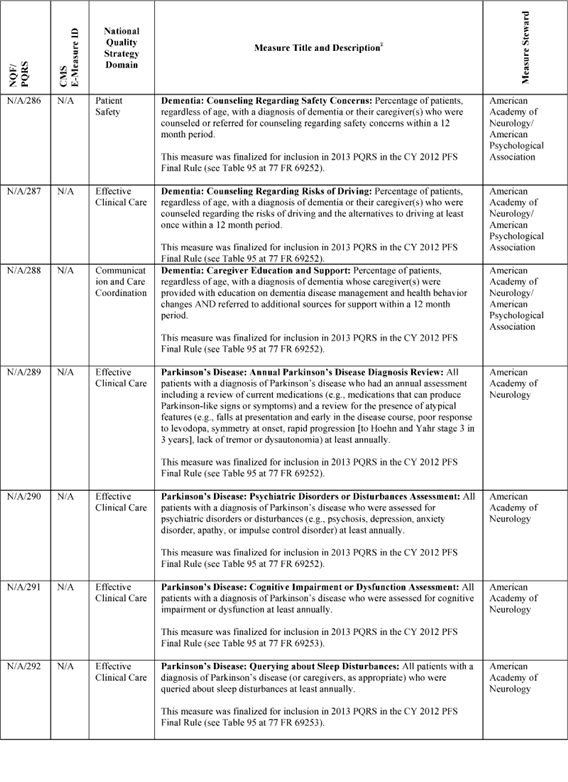 NQF/
PQRS
CMS
E-Measure ID
National
Quality
Strategy
Domain
Measure Title and Description¥
Measure Steward
N/A/286
N/A
Patient
Safety
Dementia: Counseling Regarding Safety Concerns: Percentage of patients,
regardless of age, with a diagnosis of dementia or their caregiver(s) who were
counseled or referred for counseling regarding safety concerns within a 12
month period.
This measure was finalized for inclusion in 2013 PQRS in the CY 2012 PFS
Final Rule (see Table 95 at 77 FR 69252).
American
Academy of
Neurology/
American
Psychological
Association
N/A/287
N/A
Effective
Clinical Care
Dementia: Counseling Regarding Risks of Driving: Percentage of patients,
regardless of age, with a diagnosis of dementia or their caregiver(s) who were
counseled regarding the risks of driving and the alternatives to driving at least
once within a 12 month period.
This measure was finalized for inclusion in 2013 PQRS in the CY 2012 PFS
Final Rule (see Table 95 at 77 FR 69252).
American
Academy of
Neurology/
American
Psychological
Association
N/A/288
N/A
Communicat
ion and Care
Coordination
Dementia: Caregiver Education and Support: Percentage of patients,
regardless of age, with a diagnosis of dementia whose caregiver(s) were
provided with education on dementia disease management and health behavior
changes AND referred to additional sources for support within a 12 month
period.
This measure was finalized for inclusion in 2013 PQRS in the CY 2012 PFS
Final Rule (see Table 95 at 77 FR 69252).
American
Academy of
Neurology/
American
Psychological
Association
N/A/289
N/A
Effective
Clinical Care
Parkinson's Disease: Annual Parkinson's Disease Diagnosis Review: All
patients with a diagnosis of Parkinson's disease who had an annual assessment
including a review of current medications (e.g., medications that can produce
Parkinson-like signs or symptoms) and a review for the presence of atypical
features (e.g., falls at presentation and early in the disease course, poor response
to levodopa, symmetry at onset, rapid progression [to Hoehn and Yahr stage 3 in
3 years], lack of tremor or dysautonomia) at least annually.
This measure was finalized for inclusion in 2013 PQRS in the CY 2012 PFS
Final Rule (see Table 95 at 77 FR 69252).
American
Academy of
Neurology
N/A/290
N/A
Effective
Clinical Care
Parkinson's Disease: Psychiatric Disorders or Disturbances Assessment: All
patients with a diagnosis of Parkinson's disease who were assessed for
psychiatric disorders or disturbances (e.g., psychosis, depression, anxiety
disorder, apathy, or impulse control disorder) at least annually.
This measure was finalized for inclusion in 2013 PQRS in the CY 2012 PFS
Final Rule (see Table 95 at 77 FR 69252).
American
Academy of
Neurology
N/A/291
N/A
Effective
Clinical Care
Parkinson's Disease: Cognitive Impairment or Dysfunction Assessment: All
patients with a diagnosis of Parkinson's disease who were assessed for cognitive
impairment or dysfunction at least annually.
This measure was finalized for inclusion in 2013 PQRS in the CY 2012 PFS
Final Rule (see Table 95 at 77 FR 69253).
American
Academy of
Neurology
N/A/292
N/A
Effective
Clinical Care
Parkinson's Disease: Querying about Sleep Disturbances: All patients with a
diagnosis of Parkinson's disease (or caregivers, as appropriate) who were
queried about sleep disturbances at least annually.
This measure was finalized for inclusion in 2013 PQRS in the CY 2012 PFS
Final Rule (see Table 95 at 77 FR 69253).
American
Academy of
Neurology